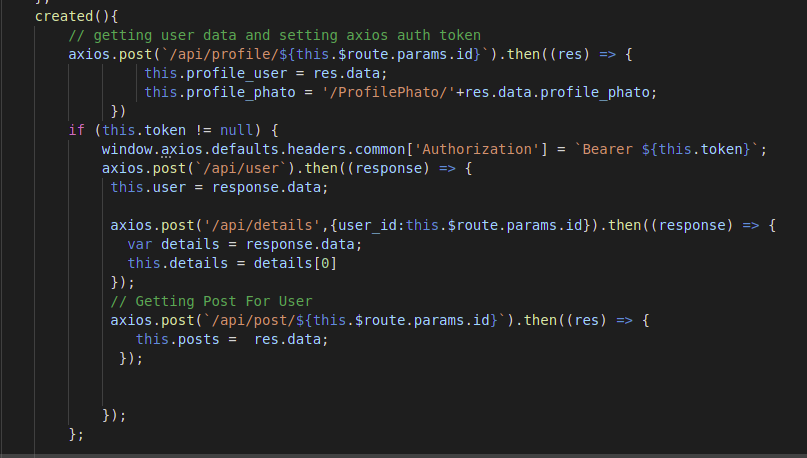 created(){
// getting user data and setting axios auth token
axios.post(`/api/profile/${this.$route.params.id}`).then((res) => {
this.profile_user = res.data;
this.profile_phato = '/ProfilePhato/'+res.data.profile_phato;
})
if (this.token != null) {
window.axios.defaults.headers.common['Authorization'] = `Bearer ${this.token}`;
axios.post(`/api/user`).then((response) => {
this.user = response.data;
axios.post('/api/details',{user_id:this.$route.params.id}).then((response) => {
var details = response.data;
this.details = details[0]
});
// Getting Post For User
axios.post(`/api/post/${this.$route.params.id}`).then((res) => {
this.posts =  res.data;
});
});
};